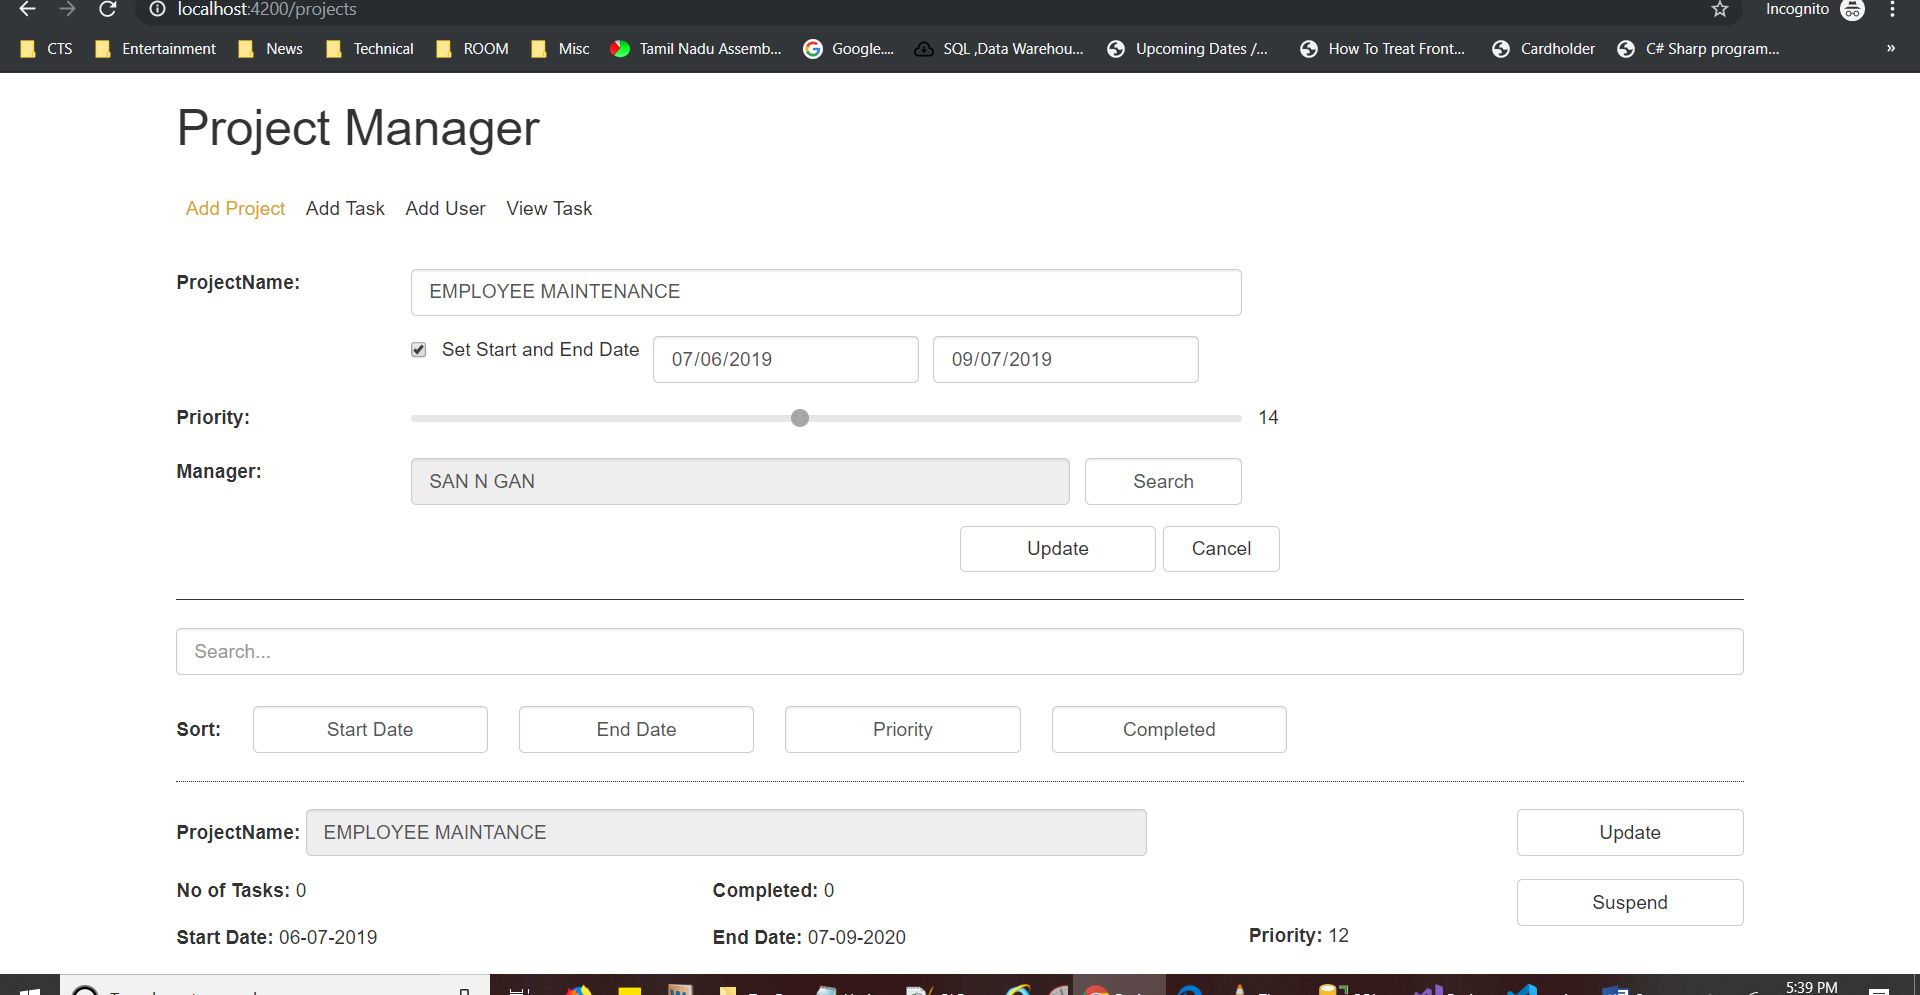 localhost:4200/projects
Incognito
CTS Entertainment News Technical ROOM Misc Tamil Nadu Assemb... Google.... SQL ,Data Warehou... Upcoming Dates /... How To Treat Front... Cardholder C# Sharp program... »
Project Manager
Add Project Add Task Add User View Task
ProjectName: EMPLOYEE MAINTENANCE
Set Start and End Date 07/06/2019 09/07/2019
Priority: 14
Manager: SAN N GAN Search
Update Cancel
Search...
Sort: Start Date End Date Priority Completed
ProjectName: EMPLOYEE MAINTANCE Update
No of Tasks: 0 Completed: 0 Suspend
Start Date: 06-07-2019 End Date: 07-09-2020 Priority: 12
5:39 PM